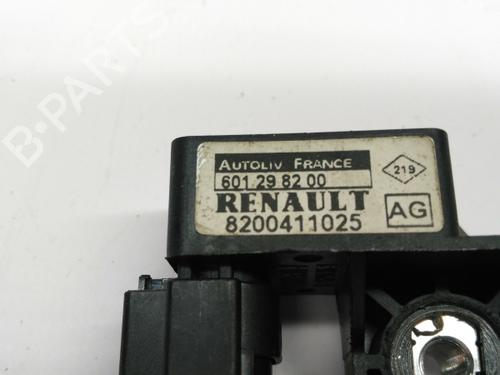 B-PARTS
AUTOLIV FRANCE
601 29 82 00
219
RENAULT
AG
8200411025